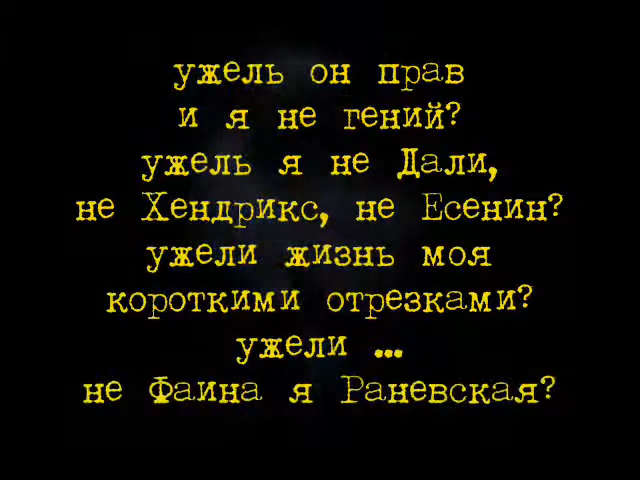 ужель он прав
и я не гений?
ужель я не Дали,
не Хендрикс, не Есенин?
ужели жизнь моя
короткими отрезками?
ужели ...
не Фаина я Раневская?